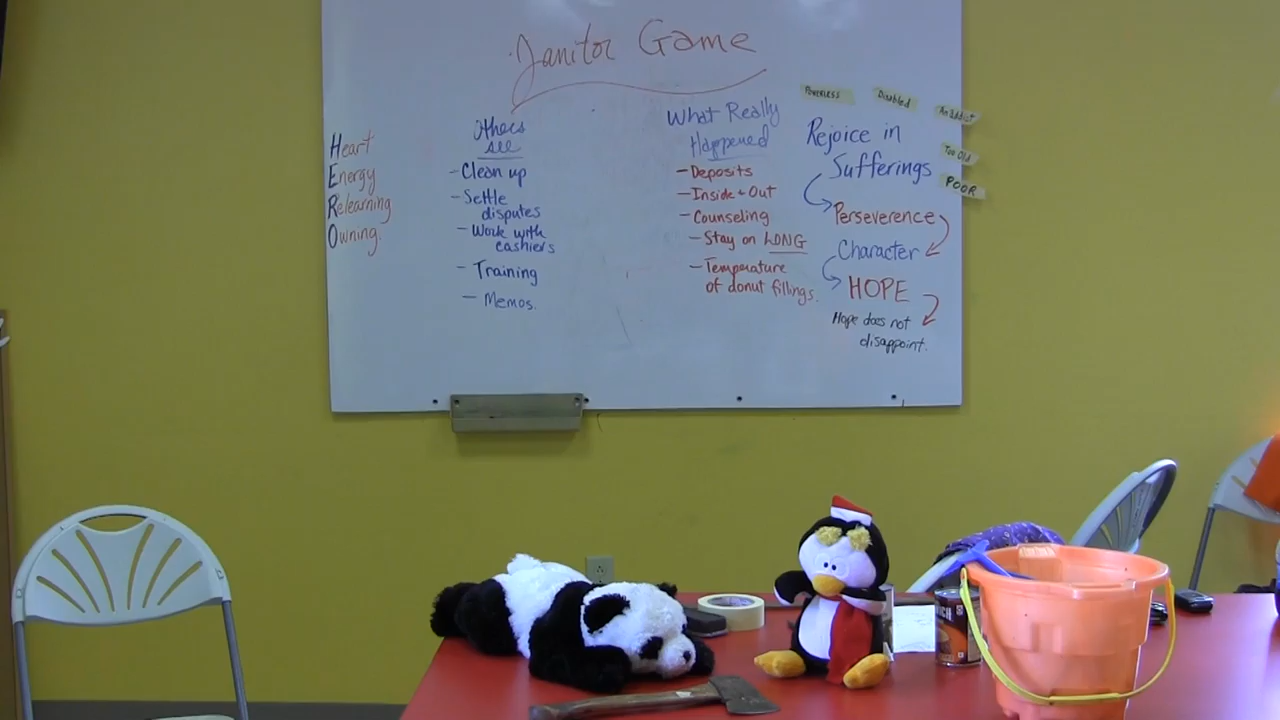 Janitor Game
Heart
Energy
Relearning
Owning.
Others
see
- Clean up
- Settle
disputes
- Work with
cashiers
- Training
- Memos.
What Really
Happened
- Deposits
- Inside + Out
- Counseling
- Stay on LONG
- Temperature
of donut fillings.
Powerless
Disabled
An Addict
Too Old
POOR
Rejoice in
Sufferings
Perseverence
Character
HOPE
Hope does not
disappoint.